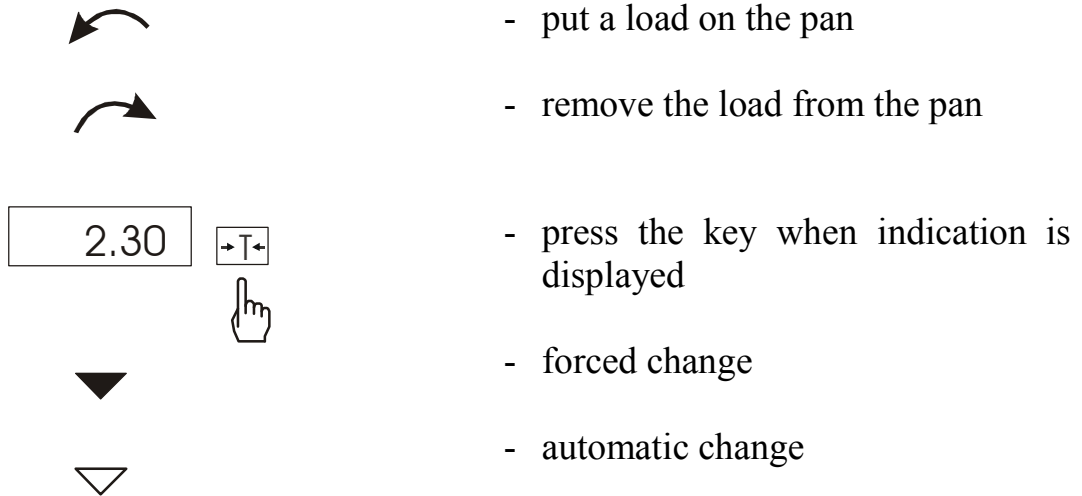 - put a load on the pan
- remove the load from the pan
2.30 →T← - press the key when indication is
displayed
- forced change
- automatic change